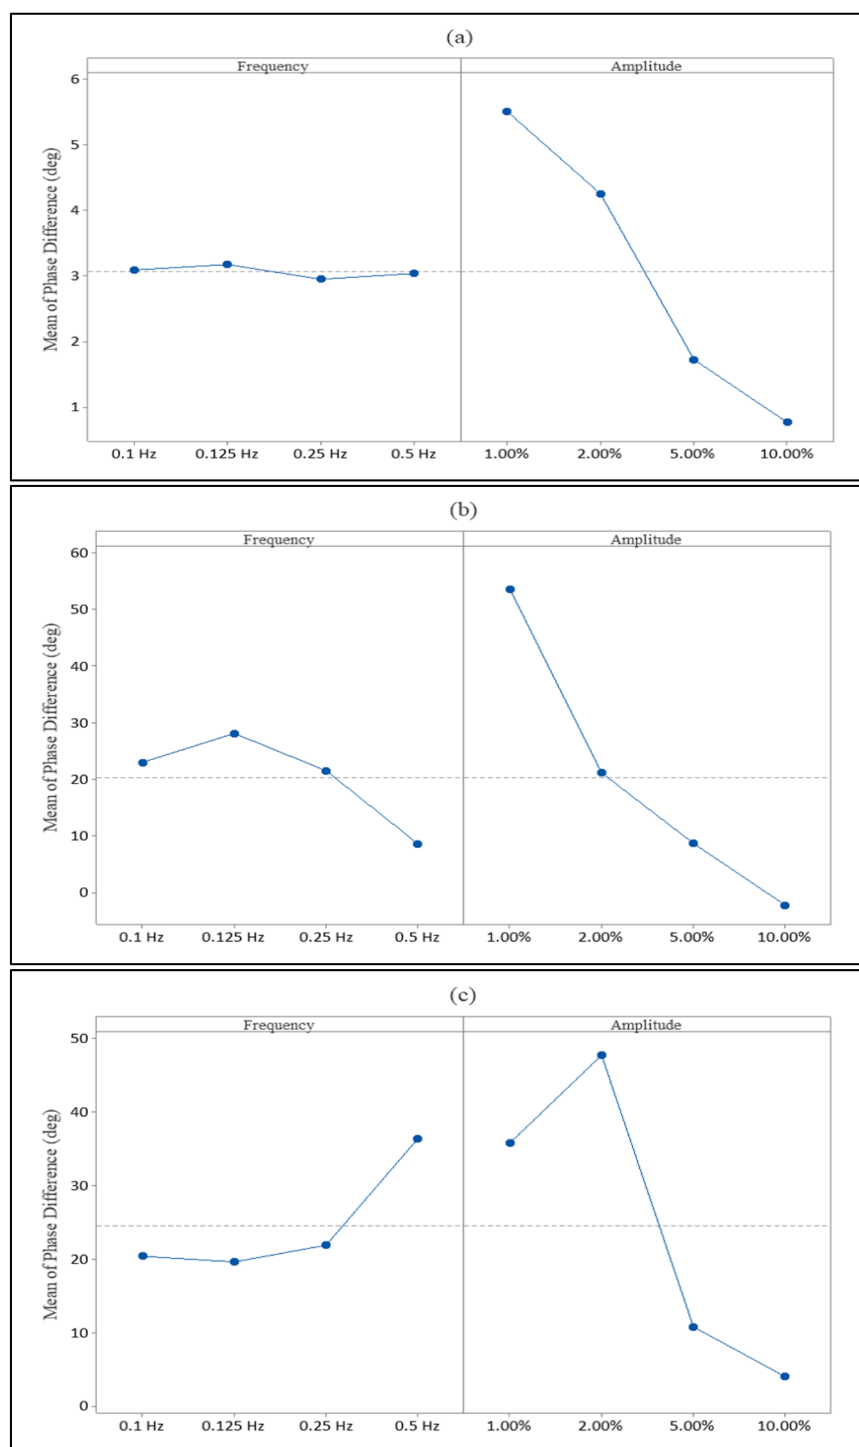 (a)
Frequency Amplitude
Mean of Phase Difference (deg)
6
5
4
3
2
1
0.1 Hz 0.125 Hz 0.25 Hz 0.5 Hz 1.00% 2.00% 5.00% 10.00%
(b)
Frequency Amplitude
Mean of Phase Difference (deg)
60
50
40
30
20
10
0
0.1 Hz 0.125 Hz 0.25 Hz 0.5 Hz 1.00% 2.00% 5.00% 10.00%
(c)
Frequency Amplitude
Mean of Phase Difference (deg)
50
40
30
20
10
0
0.1 Hz 0.125 Hz 0.25 Hz 0.5 Hz 1.00% 2.00% 5.00% 10.00%